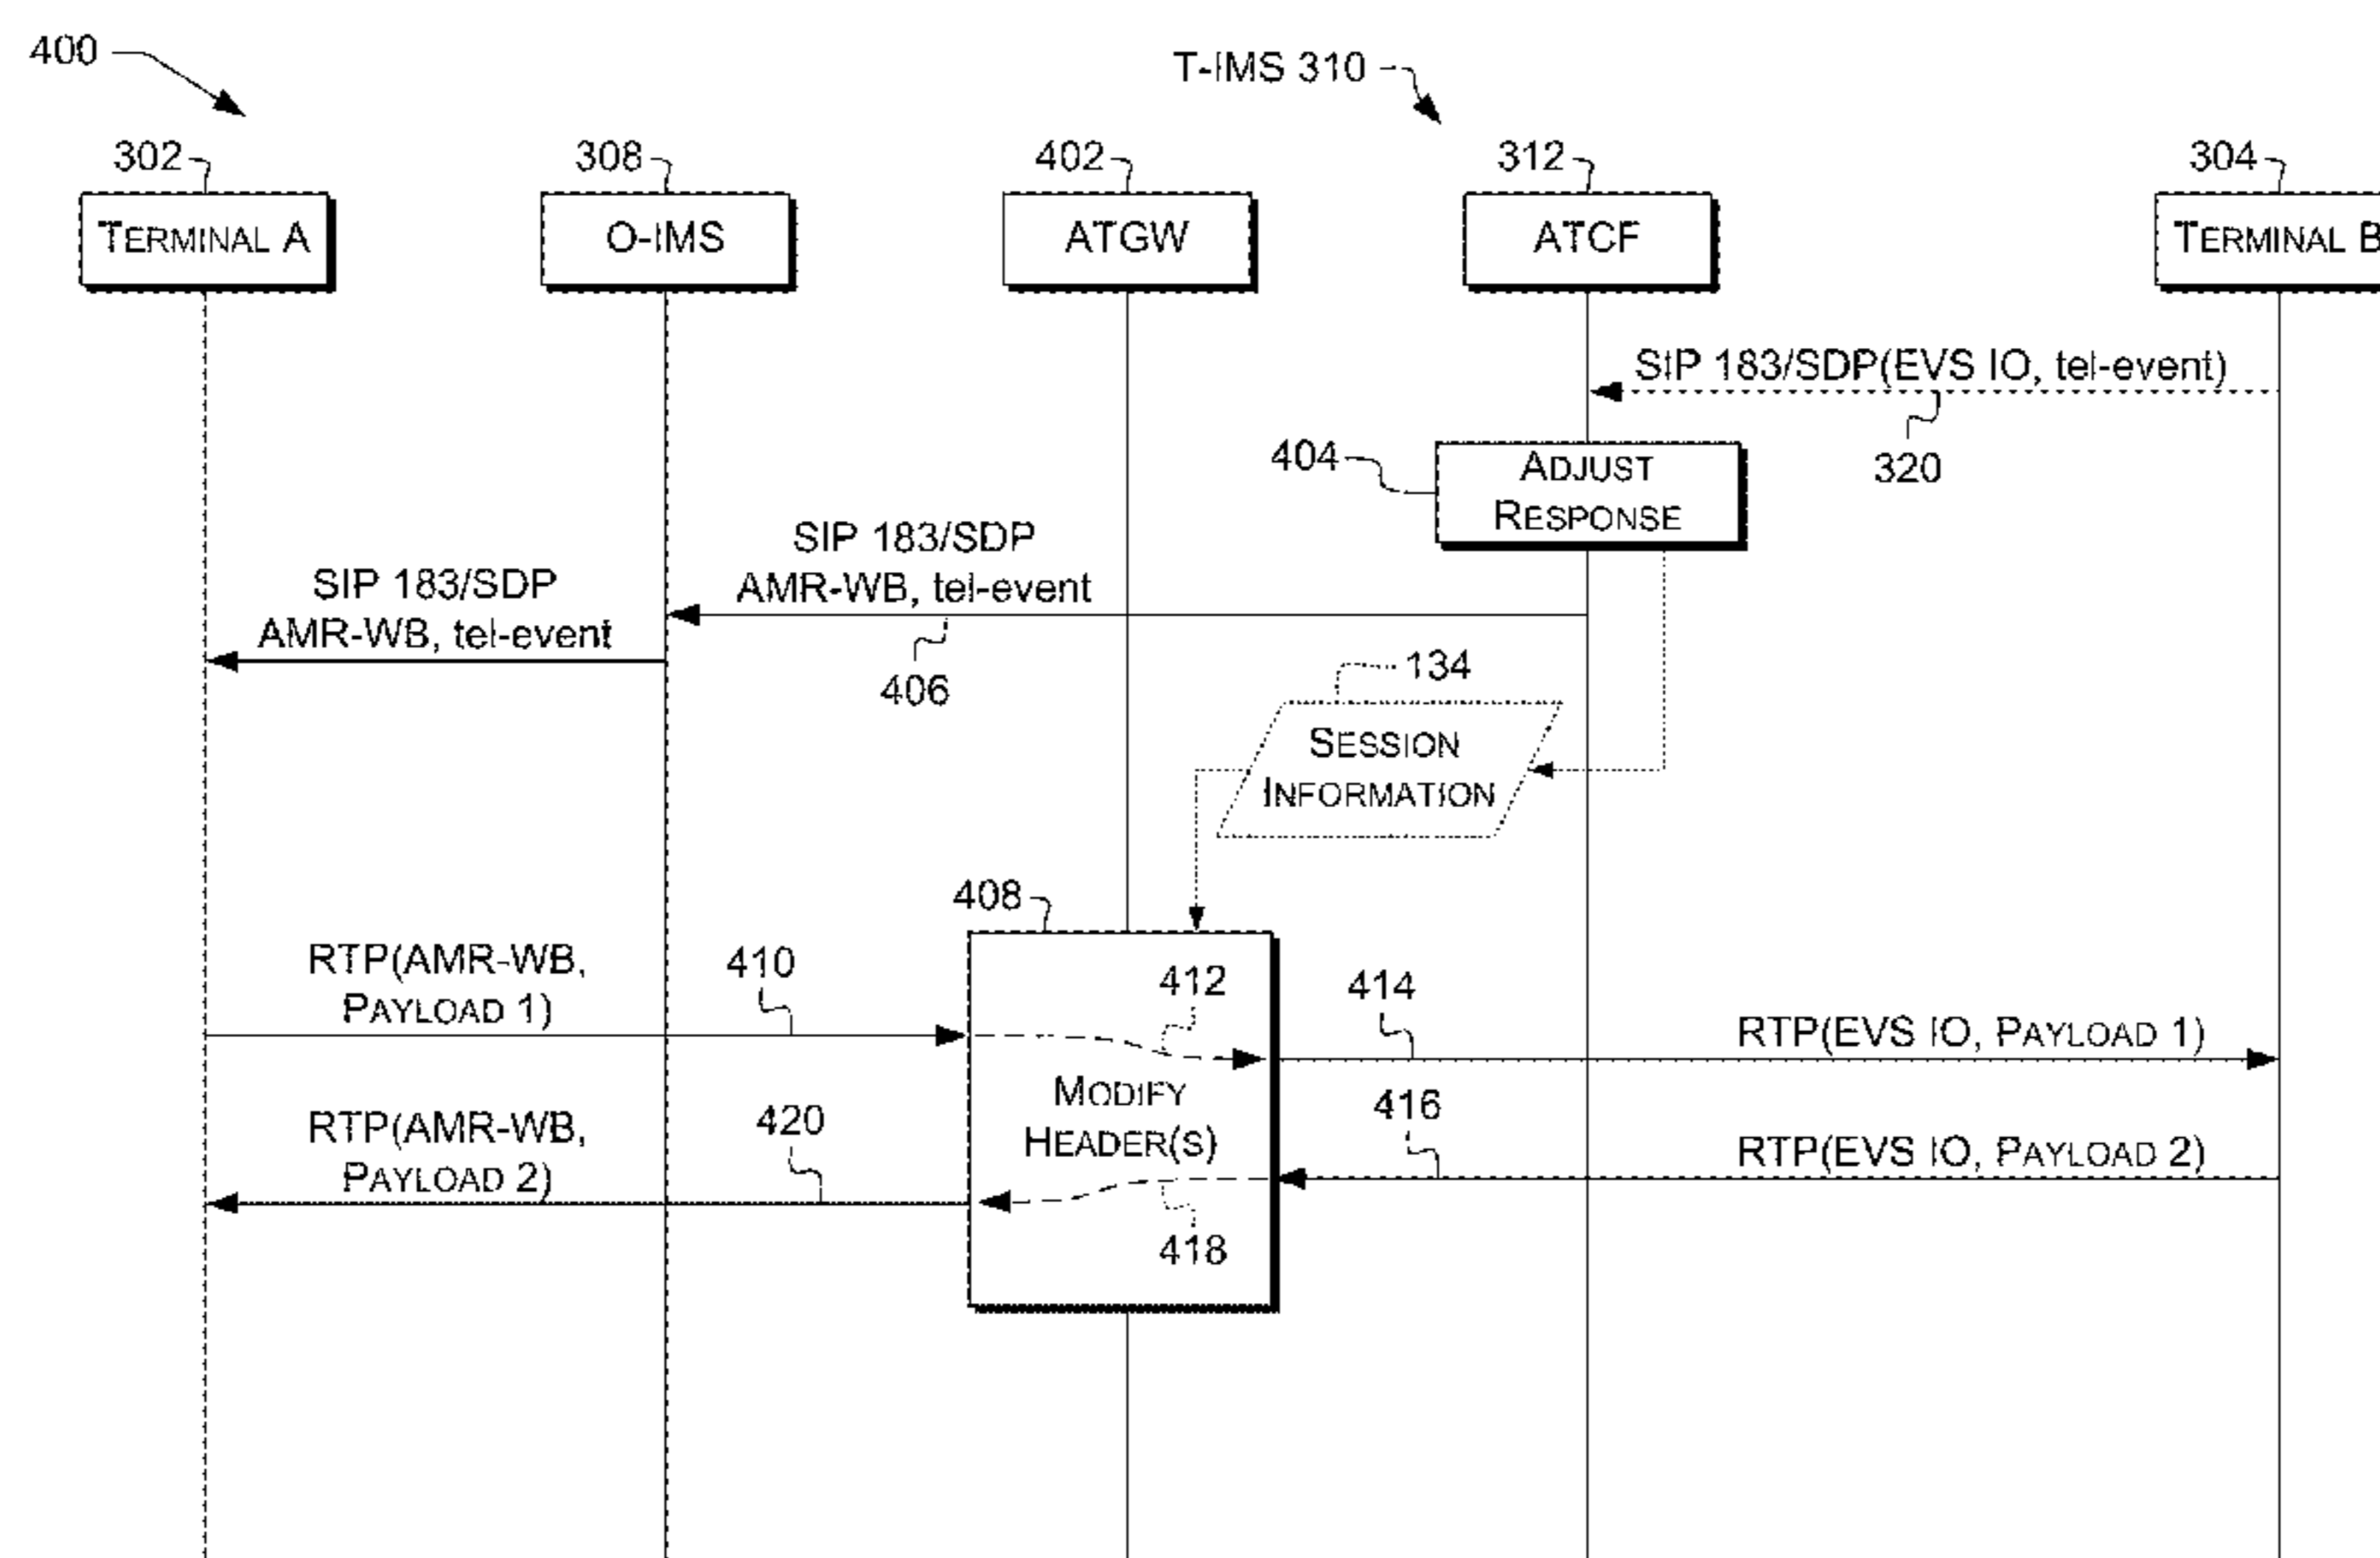 400
T-IMS 310
302
308
402
312
304
TERMINAL A
O-IMS
ATGW
ATCF
TERMINAL B
SIP 183/SDP(EVS IO, tel-event)
320
404
ADJUST
RESPONSE
SIP 183/SDP
AMR-WB, tel-event
406
SIP 183/SDP
AMR-WB, tel-event
134
SESSION
INFORMATION
408
RTP(AMR-WB,
PAYLOAD 1)
410
412
414
RTP(EVS IO, PAYLOAD 1)
MODIFY
HEADER(S)
RTP(AMR-WB,
PAYLOAD 2)
420
416
RTP(EVS IO, PAYLOAD 2)
418